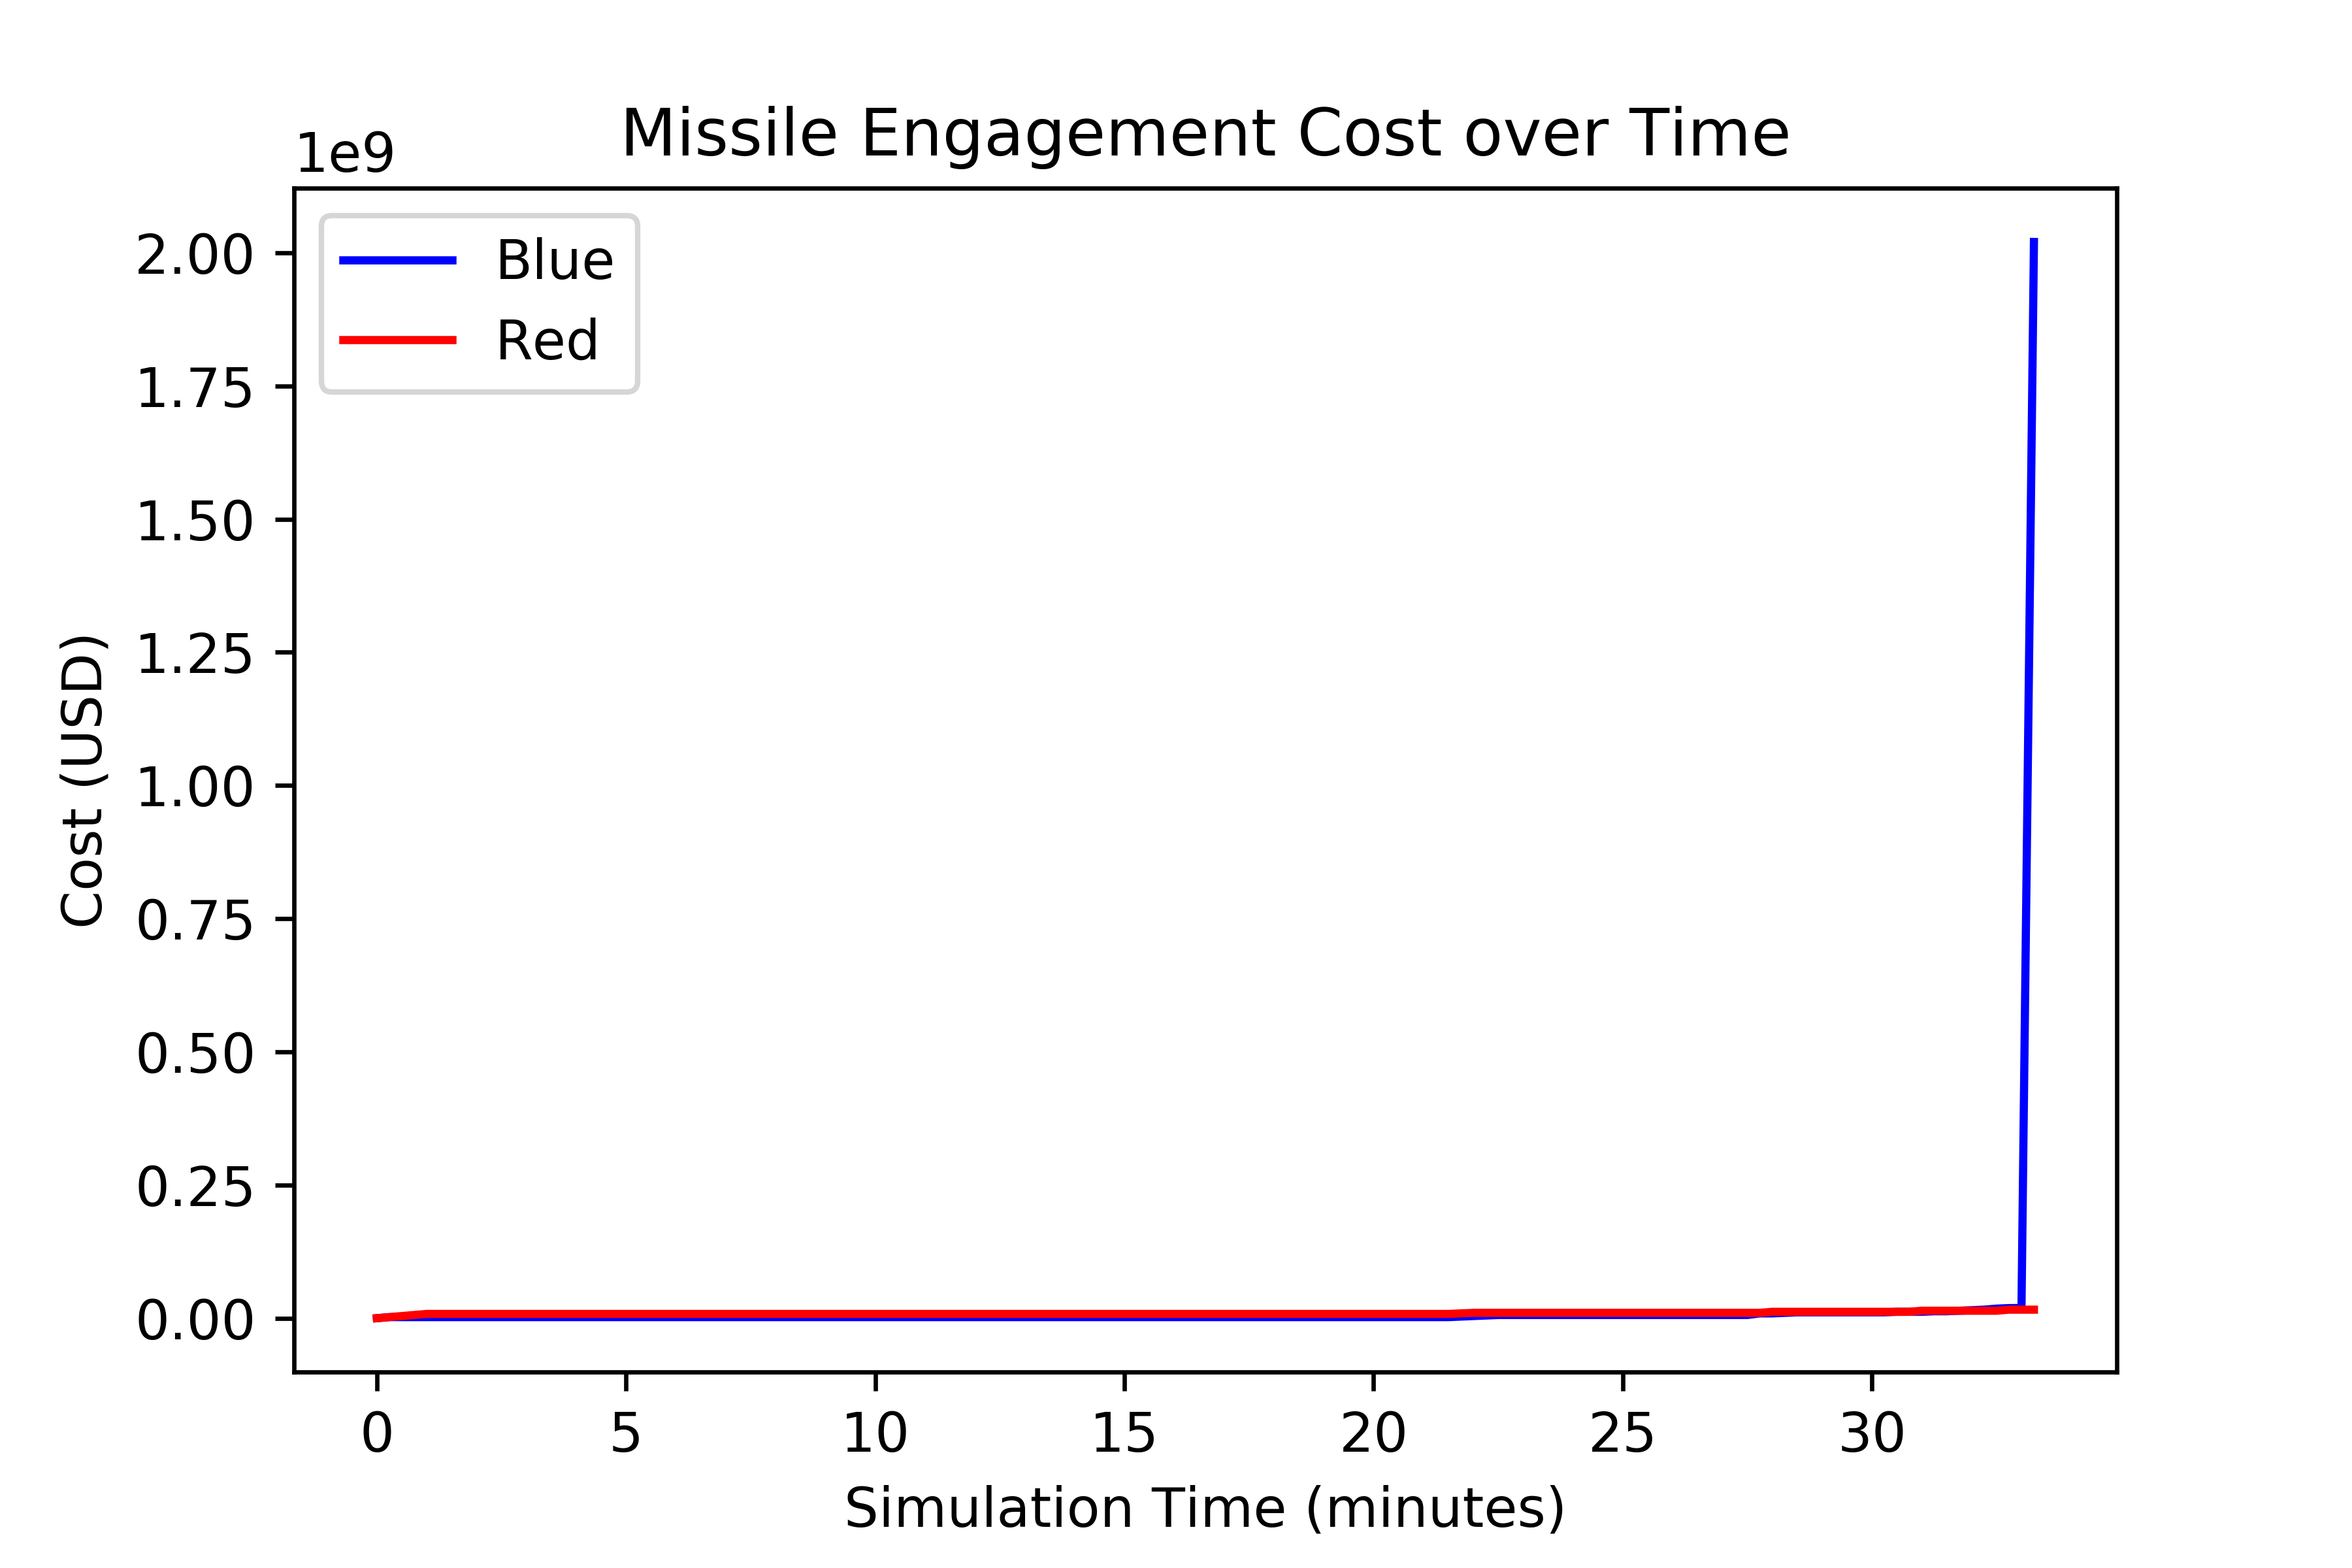 Missile Engagement Cost over Time
1e9
Blue
Red
2.00
1.75
1.50
1.25
1.00
0.75
0.50
0.25
0.00
Cost (USD)
0 5 10 15 20 25 30
Simulation Time (minutes)